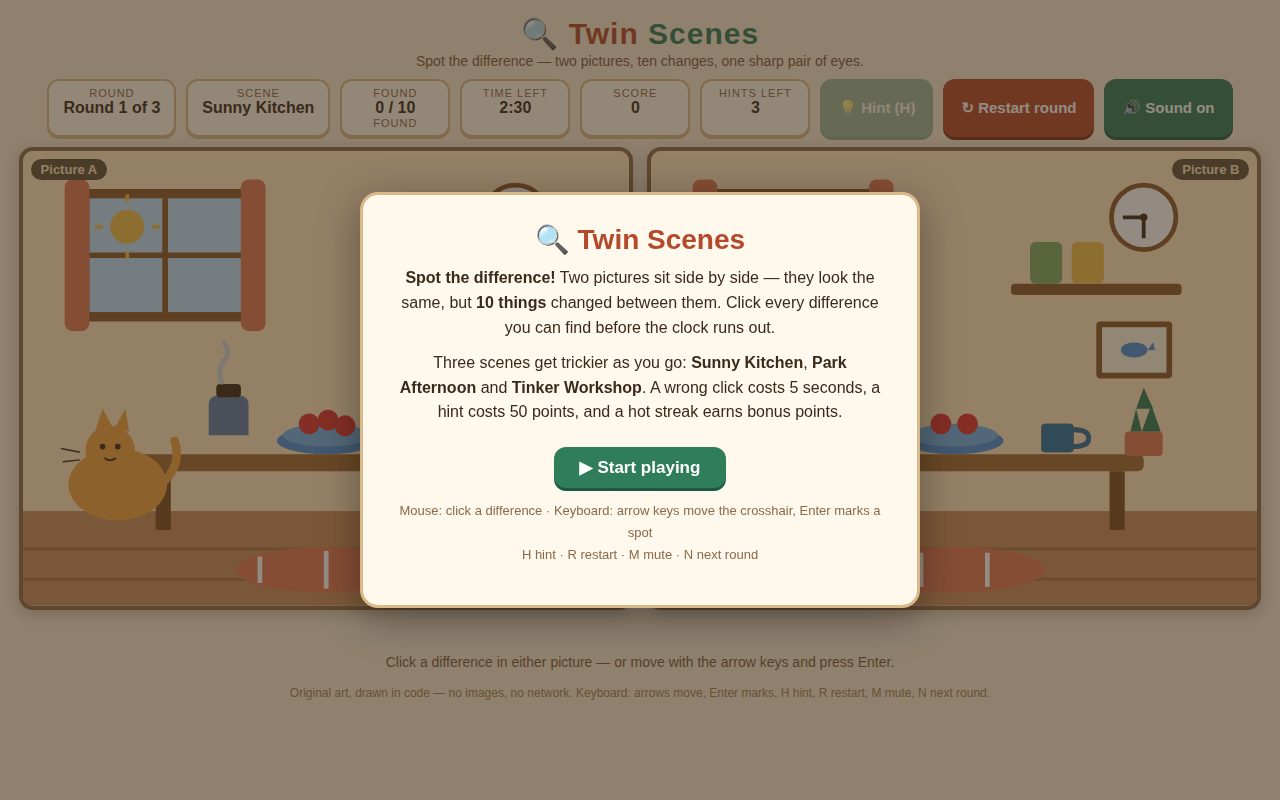 🔍 Twin Scenes
Spot the difference — two pictures, ten changes, one sharp pair of eyes.
ROUND
Round 1 of 3
SCENE
Sunny Kitchen
FOUND
0 / 10
FOUND
TIME LEFT
2:30
SCORE
0
HINTS LEFT
3
💡 Hint (H)
↻ Restart round
🔊 Sound on
Picture A
Picture B
🔍 Twin Scenes
Spot the difference! Two pictures sit side by side — they look the
same, but 10 things changed between them. Click every difference
you can find before the clock runs out.
Three scenes get trickier as you go: Sunny Kitchen, Park
Afternoon and Tinker Workshop. A wrong click costs 5 seconds, a
hint costs 50 points, and a hot streak earns bonus points.
▶ Start playing
Mouse: click a difference · Keyboard: arrow keys move the crosshair, Enter marks a
spot
H hint · R restart · M mute · N next round
Click a difference in either picture — or move with the arrow keys and press Enter.
Original art, drawn in code — no images, no network. Keyboard: arrows move, Enter marks, H hint, R restart, M mute, N next round.